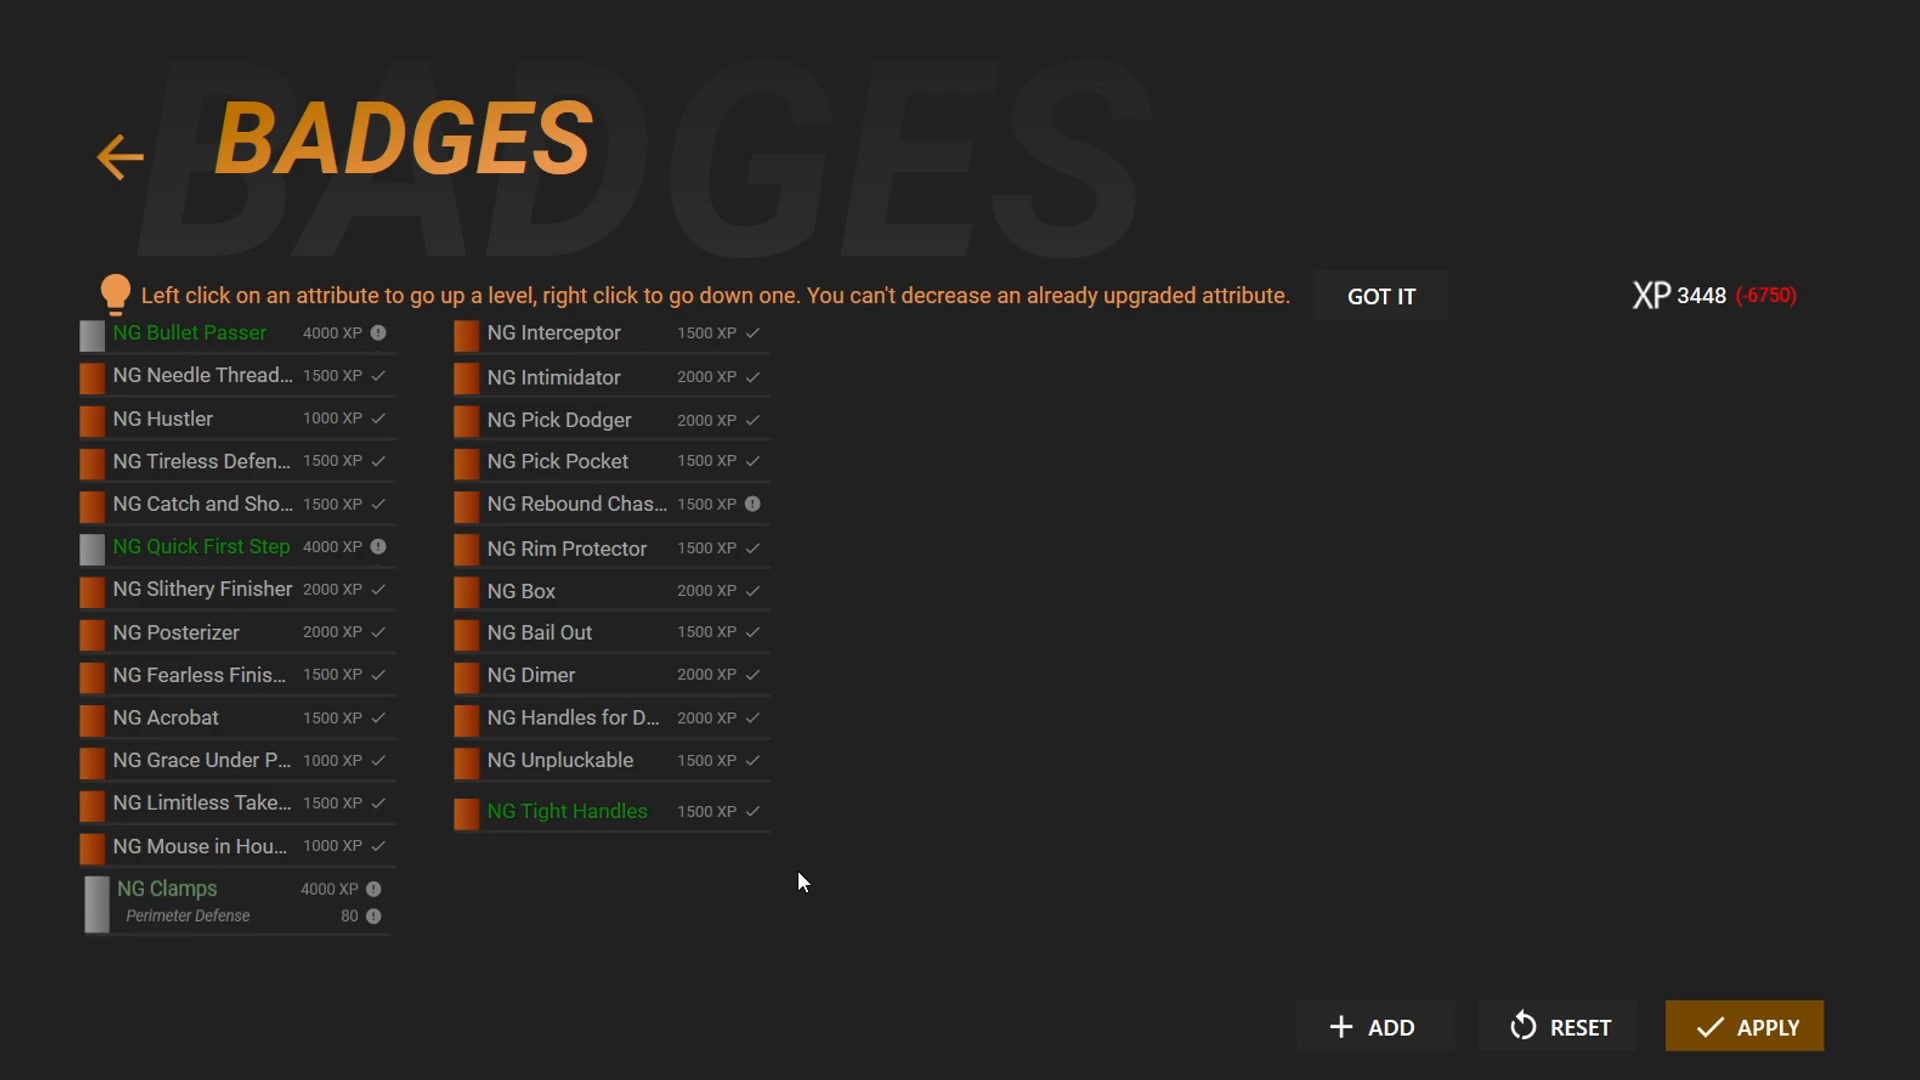 BADGES
Left click on an attribute to go up a level, right click to go down one. You can't decrease an already upgraded attribute.
GOT IT
XP 3448 (-6750)
NG Bullet Passer 4000 XP
NG Needle Thread... 1500 XP
NG Hustler 1000 XP
NG Tireless Defen... 1500 XP
NG Catch and Sho... 1500 XP
NG Quick First Step 4000 XP
NG Slithery Finisher 2000 XP
NG Posterizer 2000 XP
NG Fearless Finis... 1500 XP
NG Acrobat 1500 XP
NG Grace Under P... 1000 XP
NG Limitless Take... 1500 XP
NG Mouse in Hou... 1000 XP
NG Clamps 4000 XP
Perimeter Defense 80
NG Interceptor 1500 XP
NG Intimidator 2000 XP
NG Pick Dodger 2000 XP
NG Pick Pocket 1500 XP
NG Rebound Chas... 1500 XP
NG Rim Protector 1500 XP
NG Box 2000 XP
NG Bail Out 1500 XP
NG Dimer 2000 XP
NG Handles for D... 2000 XP
NG Unpluckable 1500 XP
NG Tight Handles 1500 XP
ADD
RESET
APPLY